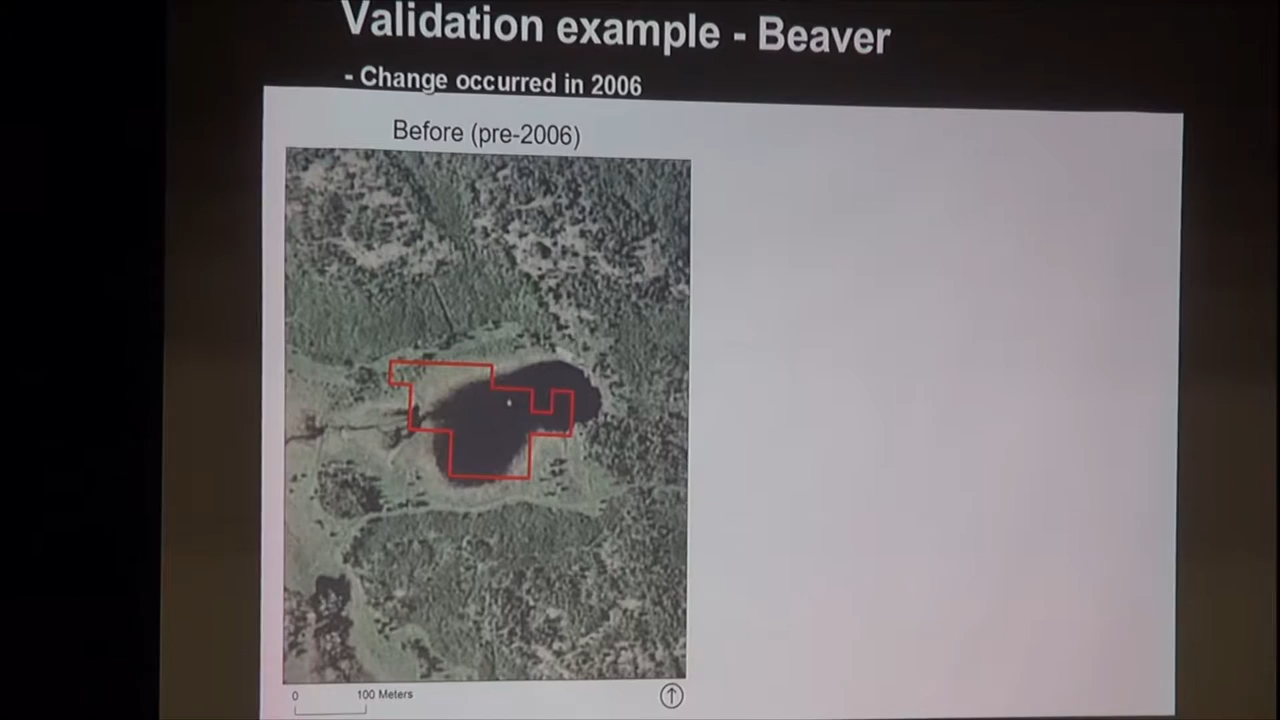 Validation example - Beaver
- Change occurred in 2006
Before (pre-2006)
0 100 Meters